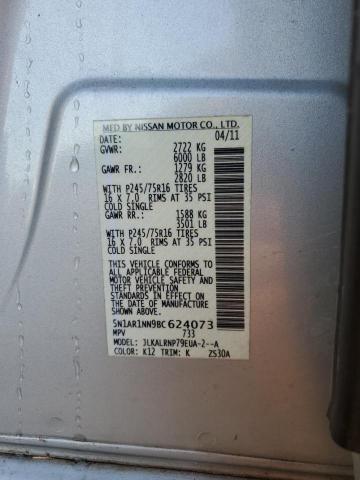 MFD BY NISSAN MOTOR CO., LTD.
DATE: 04/11
GVWR: 2722 KG
6000 LB
GAWR FR.: 1279 KG
2820 LB
WITH P245/75R16 TIRES
16 X 7.0 RIMS AT 35 PSI
COLD SINGLE
GAWR RR.: 1588 KG
3501 LB
WITH P245/75R16 TIRES
16 X 7.0 RIMS AT 35 PSI
COLD SINGLE
THIS VEHICLE CONFORMS TO
ALL APPLICABLE FEDERAL
MOTOR VEHICLE SAFETY
STANDARDS IN EFFECT ON THE
DATE OF MANUFACTURE SHOWN
ABOVE.
5N1AR1NN9BC624073
MPV 733
MODEL: JLKALRNP79EUA-2--A
COLOR: K12 TRIM: K ZS30A